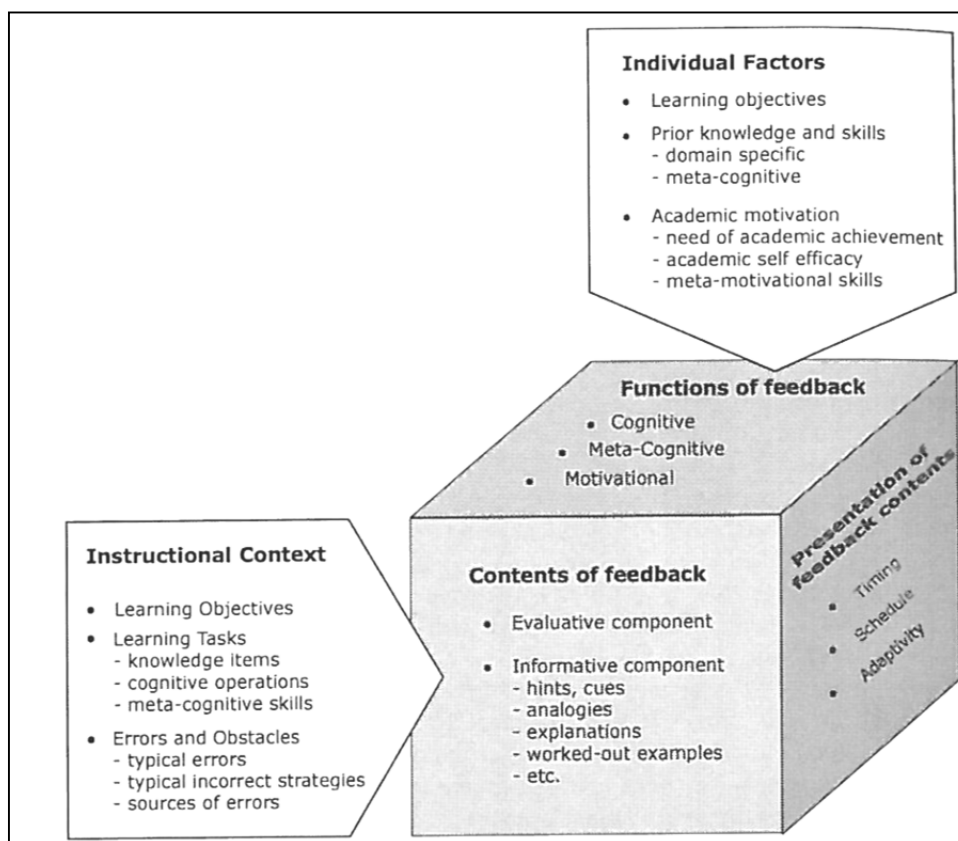 Individual Factors
• Learning objectives
• Prior knowledge and skills
- domain specific
- meta-cognitive
• Academic motivation
- need of academic achievement
- academic self efficacy
- meta-motivational skills
Functions of feedback
• Cognitive
• Meta-Cognitive
• Motivational
Presentation of
feedback contents
• Timing
• Schedule
• Adaptivity
Instructional Context
• Learning Objectives
• Learning Tasks
- knowledge items
- cognitive operations
- meta-cognitive skills
• Errors and Obstacles
- typical errors
- typical incorrect strategies
- sources of errors
Contents of feedback
• Evaluative component
• Informative component
- hints, cues
- analogies
- explanations
- worked-out examples
- etc.